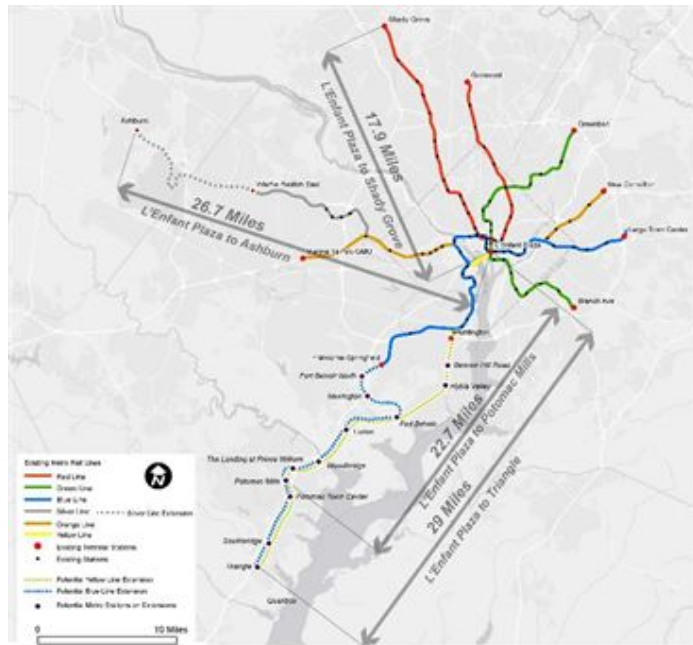 Shady Grove
Glenmont
Greenbelt
New Carrollton
Largo Town Center
Branch Ave
L'Enfant Plaza
Ashburn
Wiehle-Reston East
Vienna
17.9 Miles
L'Enfant Plaza to Shady Grove
26.7 Miles
L'Enfant Plaza to Ashburn
Huntington
Beacon Hill Road
Hybla Valley
Franconia-Springfield
Fort Belvoir South
Newington
Fort Belvoir
Lorton
Woodbridge
The Landing at Prince William
Potomac Mills
Potomac Town Center
Southbridge
Triangle
Quantico
22.7 Miles
L'Enfant Plaza to Potomac Mills
29 Miles
L'Enfant Plaza to Triangle
Existing Metro Rail Lines
Red Line
Green Line
Blue Line
Silver Line
Silver Line Extension
Orange Line
Yellow Line
Existing Terminal Stations
Existing Stations
Potential Yellow Line Extension
Potential Blue Line Extension
Potential Metro Stations on Extensions
N
0 10 Miles